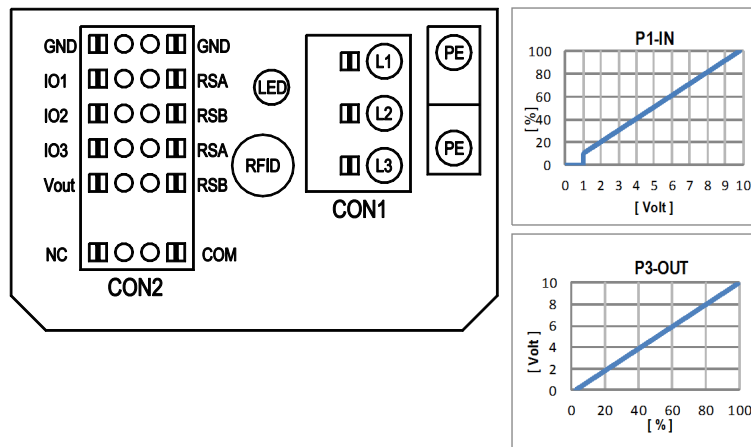 GND GND
IO1 RSA
IO2 RSB
IO3 RSA
Vout RSB
NC COM
CON2
LED
RFID
L1
L2
L3
CON1
PE
PE
P1-IN
100
80
60
40
20
0
[ % ]
0 1 2 3 4 5 6 7 8 9 10
[ Volt ]
P3-OUT
10
8
6
4
2
0
[ Volt ]
0 20 40 60 80 100
[ % ]